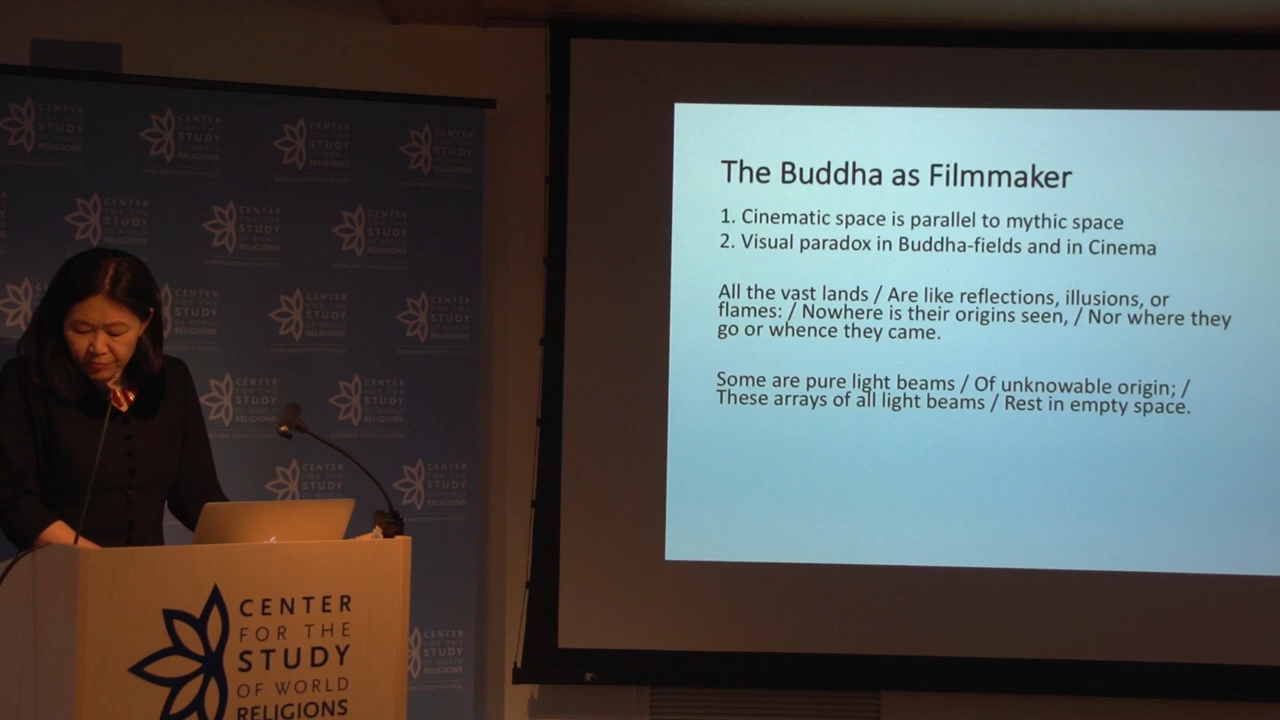 The Buddha as Filmmaker
1. Cinematic space is parallel to mythic space
2. Visual paradox in Buddha-fields and in Cinema
All the vast lands / Are like reflections, illusions, or
flames: / Nowhere is their origins seen, / Nor where they
go or whence they came.
Some are pure light beams / Of unknowable origin; /
These arrays of all light beams / Rest in empty space.
CENTER
FOR THE
STUDY
OF WORLD
RELIGIONS